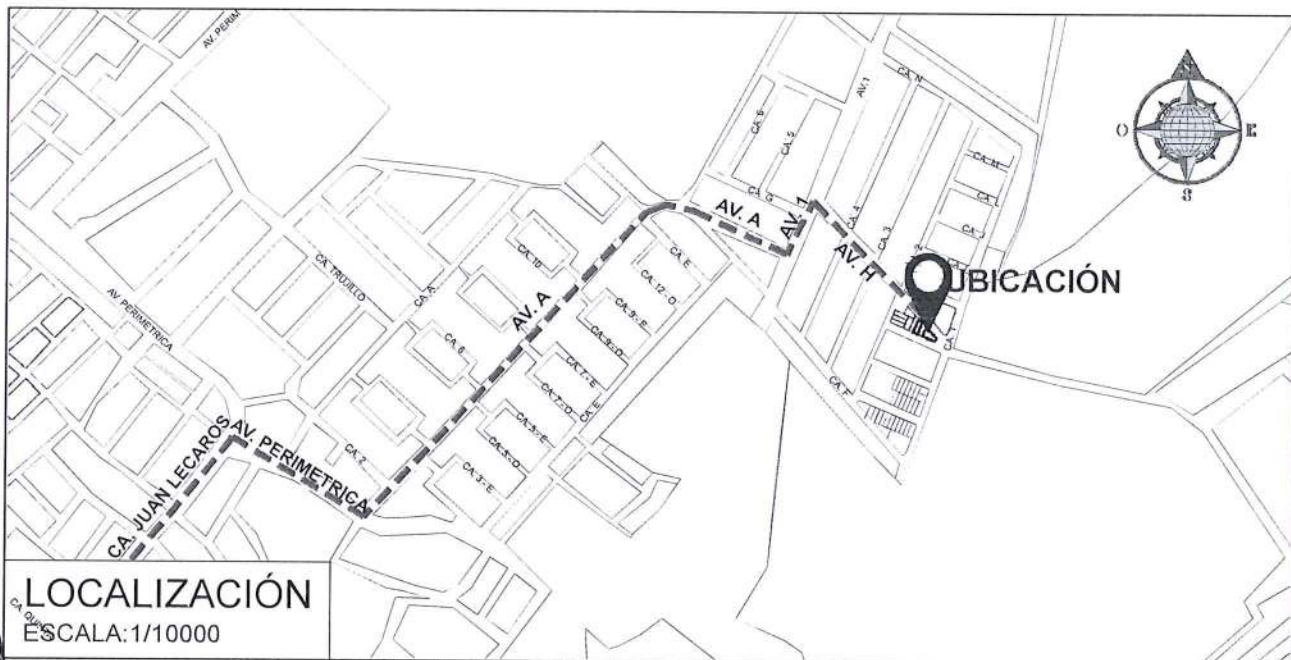 AV. PERIM
N
O
E
S
CA. N
AV.1
CA. 6
CA. 5
CA. M
CA. G
CA. J
CA. 4
CA. 3
AV. A
AV. 1
AV. H
UBICACIÓN
CA. E
CA. 10
CA. 12 - D
CA. TRUJILLO
CA. A
AV. A
CA. 9 - E
CA. 9 - D
AV. PERIMETRICA
CA. 6
CA. 7 - E
CA. 7 - D
CA. E
CA. F
CA. 1
CA. 5 - E
CA. 5 - D
CA. 3 - E
CA. 2
AV. PERIMETRICA
CA. JUAN LECAROS
LOCALIZACIÓN
ESCALA:1/10000